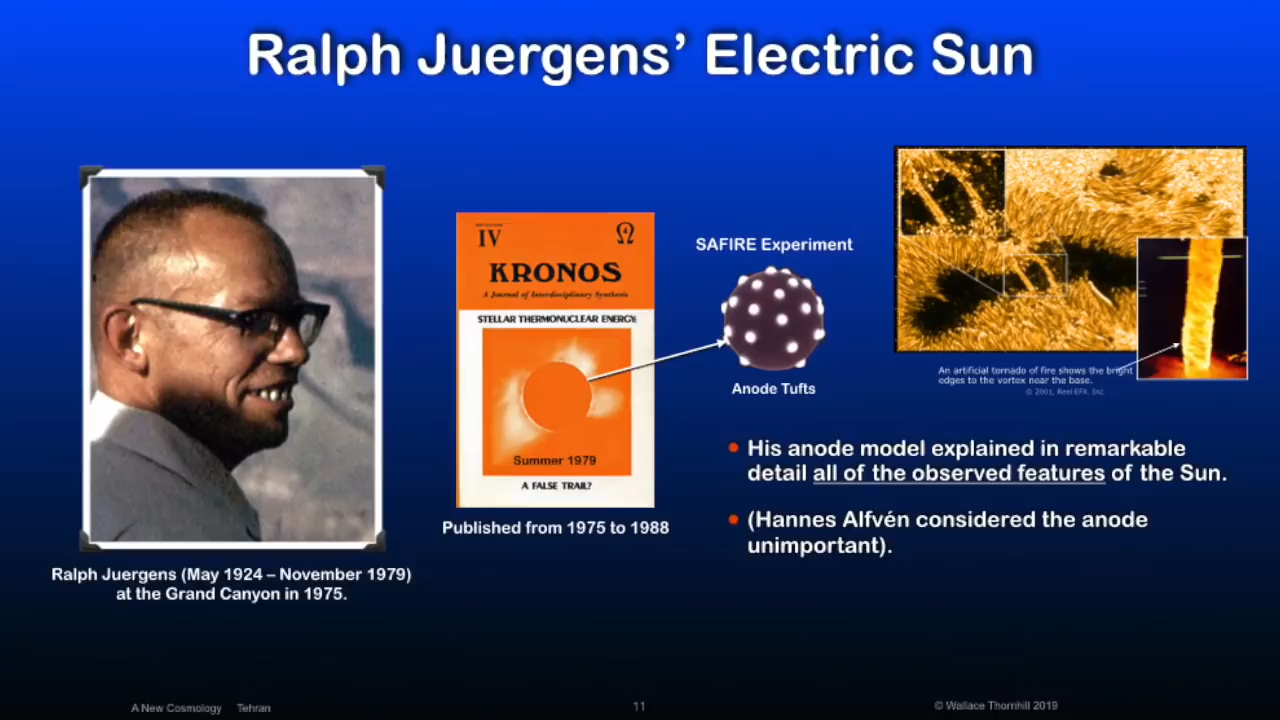 Ralph Juergens' Electric Sun
Ralph Juergens (May 1924 – November 1979)
at the Grand Canyon in 1975.
IV
Ω
KRONOS
A Journal of Interdisciplinary Synthesis
STELLAR THERMONUCLEAR ENERGY:
Summer 1979
A FALSE TRAIL?
Published from 1975 to 1988
SAFIRE Experiment
Anode Tufts
An artificial tornado of fire shows the bright
edges to the vortex near the base.
© 2001, Reel EFX, Inc.
• His anode model explained in remarkable
detail all of the observed features of the Sun.
• (Hannes Alfvén considered the anode
unimportant).
A New Cosmology Tehran
11
© Wallace Thornhill 2019